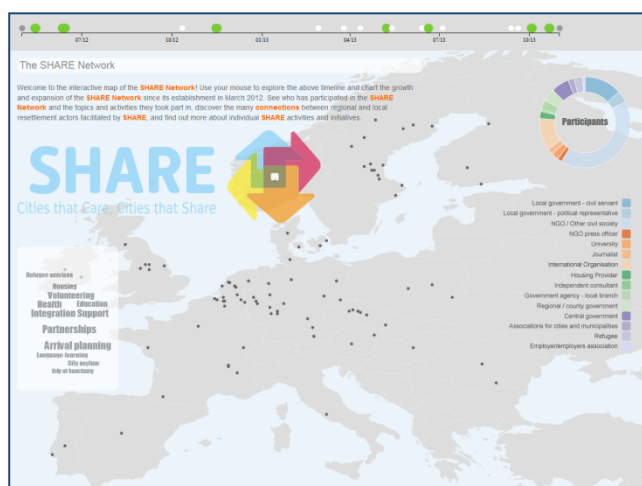 07/12 10/12 01/13 04/13 07/13 10/13
The SHARE Network
Welcome to the interactive map of the SHARE Network! Use your mouse to explore the above timeline and chart the growth
and expansion of the SHARE Network since its establishment in March 2012. See who has participated in the SHARE
Network and the topics and activities they took part in, discover the many connections between regional and local
resettlement actors facilitated by SHARE, and find out more about individual SHARE activities and initiatives.
Participants
SHARE
Cities that Care, Cities that Share
Local government - civil servant
Local government - political representative
NGO / Other civil society
NGO press officer
University
Journalist
International Organisation
Housing Provider
Independent consultant
Government agency - local branch
Regional / county government
Central government
Associations for cities and municipalities
Refugee
Employer/employers association
Refugee services
Housing
Volunteering
Health Education
Integration Support
Partnerships
Arrival planning
Language-learning
City asylum
City of Sanctuary